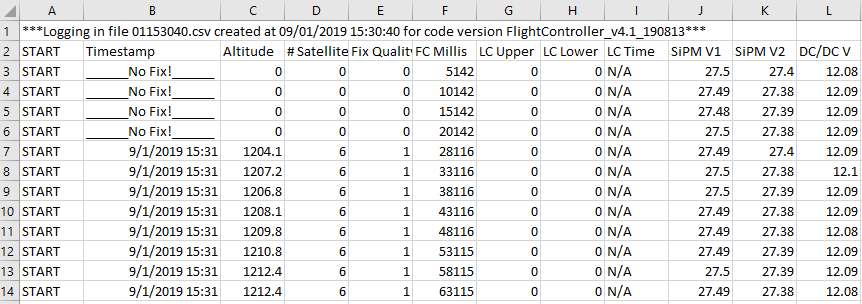 A B C D E F G H I J K L
1 ***Logging in file 01153040.csv created at 09/01/2019 15:30:40 for code version FlightController_v4.1_190813***
2 START Timestamp Altitude # Satellite Fix Qualit FC Millis LC Upper LC Lower LC Time SiPM V1 SiPM V2 DC/DC V
3 START ______No Fix!______ 0 0 0 5142 0 0 N/A 27.5 27.4 12.08
4 START ______No Fix!______ 0 0 0 10142 0 0 N/A 27.49 27.38 12.09
5 START ______No Fix!______ 0 0 0 15142 0 0 N/A 27.48 27.39 12.09
6 START ______No Fix!______ 0 0 0 20142 0 0 N/A 27.5 27.38 12.09
7 START 9/1/2019 15:31 1204.1 6 1 28116 0 0 N/A 27.49 27.4 12.09
8 START 9/1/2019 15:31 1207.2 6 1 33116 0 0 N/A 27.5 27.38 12.1
9 START 9/1/2019 15:31 1206.8 6 1 38116 0 0 N/A 27.5 27.39 12.09
10 START 9/1/2019 15:31 1208.1 6 1 43116 0 0 N/A 27.49 27.38 12.09
11 START 9/1/2019 15:31 1209.8 6 1 48116 0 0 N/A 27.49 27.38 12.08
12 START 9/1/2019 15:31 1210.8 6 1 53115 0 0 N/A 27.49 27.39 12.09
13 START 9/1/2019 15:31 1212.4 6 1 58115 0 0 N/A 27.5 27.39 12.09
14 START 9/1/2019 15:31 1212.4 6 1 63115 0 0 N/A 27.49 27.38 12.08